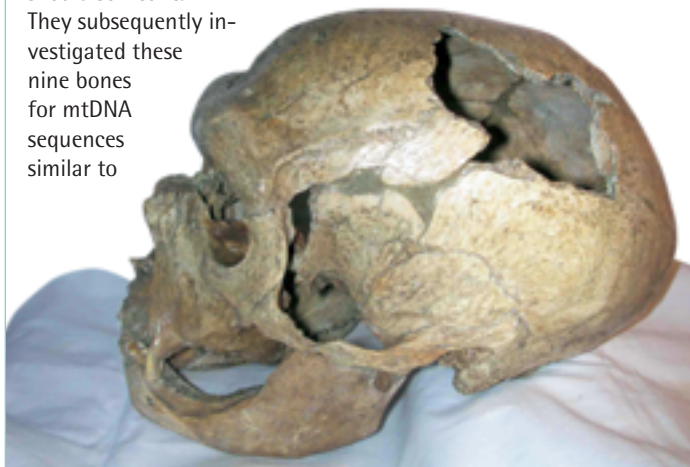 They subsequently in-
vestigated these
nine bones
for mtDNA
sequences
similar to